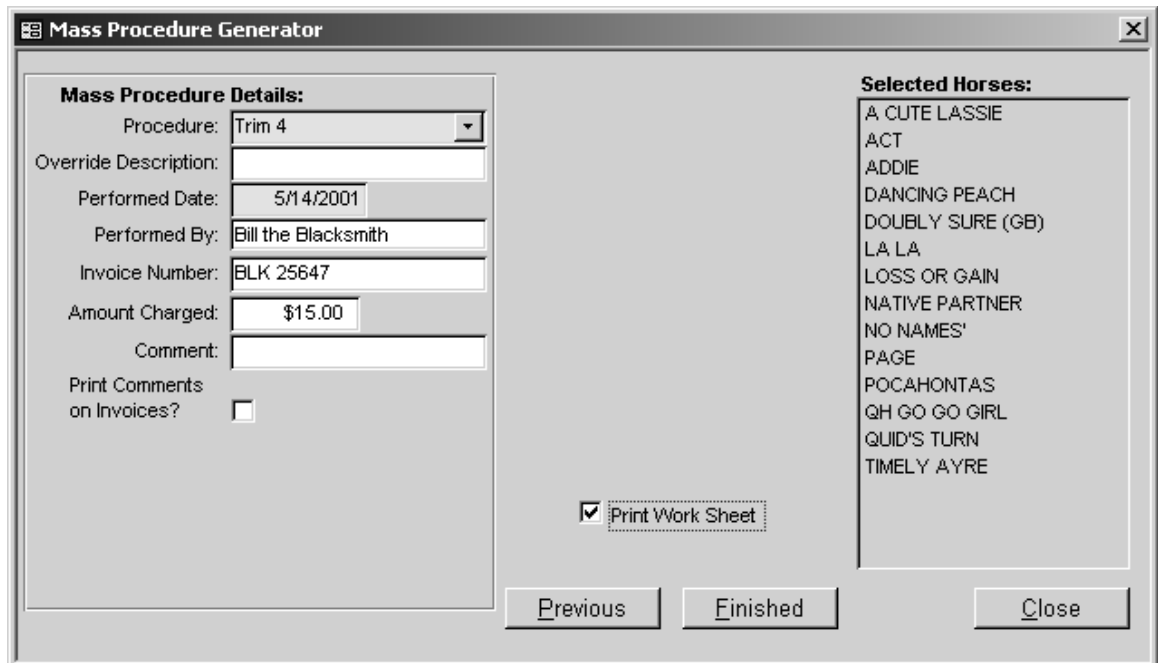 Mass Procedure Generator
Mass Procedure Details:
Procedure: Trim 4
Override Description:
Performed Date: 5/14/2001
Performed By: Bill the Blacksmith
Invoice Number: BLK 25647
Amount Charged: $15.00
Comment:
Print Comments
on Invoices?
Print Work Sheet
Previous
Finished
Selected Horses:
A CUTE LASSIE
ACT
ADDIE
DANCING PEACH
DOUBLY SURE (GB)
LA LA
LOSS OR GAIN
NATIVE PARTNER
NO NAMES'
PAGE
POCAHONTAS
QH GO GO GIRL
QUID'S TURN
TIMELY AYRE
Close